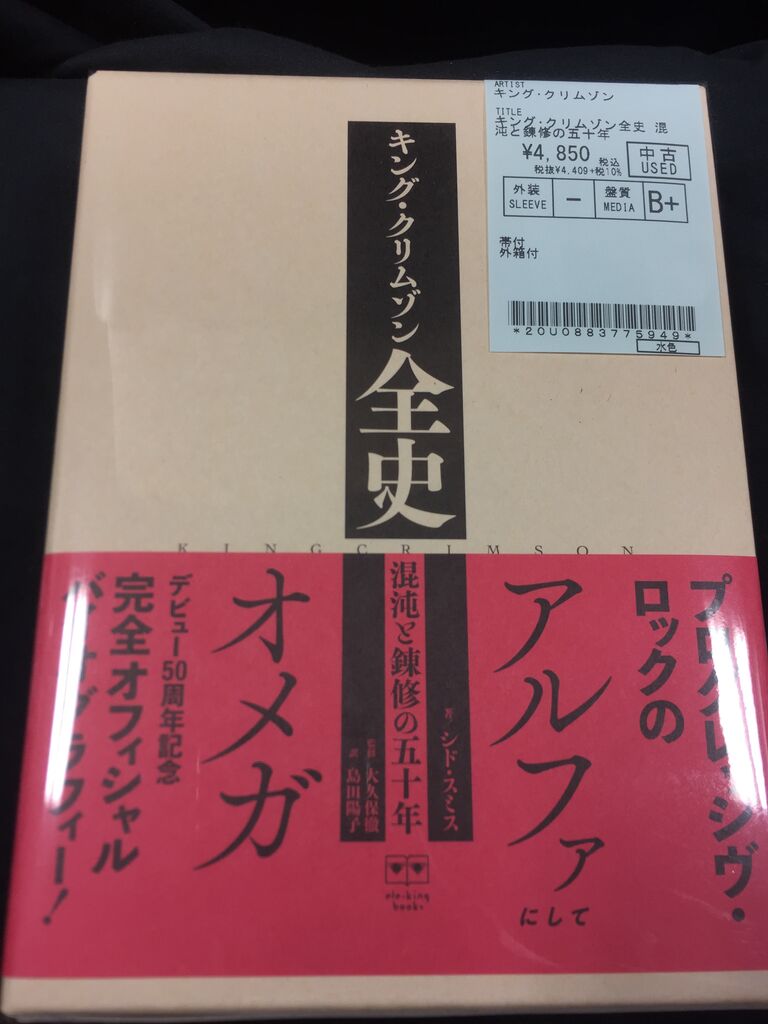 ARTIST
キング・クリムゾン
TITLE
キング・クリムゾン全史 混
沌と錬修の五十年
¥4,850 税込
税抜¥4,409+税10%
中古
USED
外装
SLEEVE
-
盤質
MEDIA
B+
帯付
外箱付
*20U0883775949*
水色
キング・クリムゾン全史
KING CRIMSON
プログレッシヴ・
ロックの
アルファ
にして
オメガ
混沌と錬修の五十年
著／シド・スミス
監修 大久保徹
訳 島田陽子
デビュー50周年記念
完全オフィシャル
バイオグラフィー!
ele-king
books